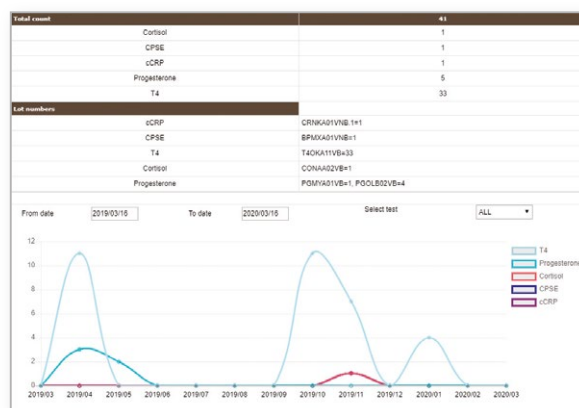 Total count 41
Cortisol 1
CPSE 1
cCRP 1
Progesterone 5
T4 33
Lot numbers
cCRP CRNKA01VNB.1=1
CPSE BPMXA01VNB=1
T4 T4OKA11VB=33
Cortisol CONAA02VB=1
Progesterone PGMYA01VB=1, PGOLB02VB=4
From date 2019/03/16 To date 2020/03/16 Select test ALL
12
10
8
6
4
2
0
2019/03 2019/04 2019/05 2019/06 2019/07 2019/08 2019/09 2019/10 2019/11 2019/12 2020/01 2020/02 2020/03
T4
Progesterone
Cortisol
CPSE
cCRP